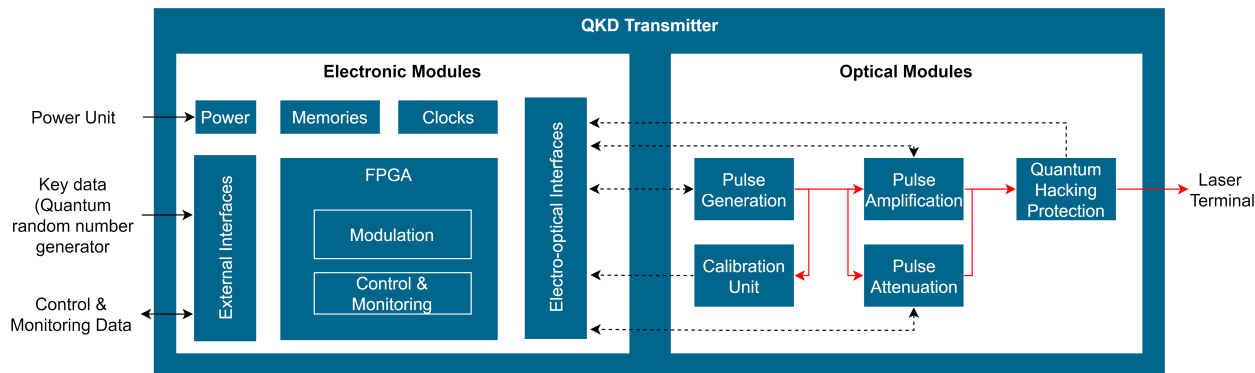 QKD Transmitter
Electronic Modules
Optical Modules
Power Unit
Key data
(Quantum
random number
generator
Control &
Monitoring Data
Power
Memories
Clocks
External Interfaces
FPGA
Modulation
Control &
Monitoring
Electro-optical Interfaces
Pulse
Generation
Calibration
Unit
Pulse
Amplification
Pulse
Attenuation
Quantum
Hacking
Protection
Laser
Terminal